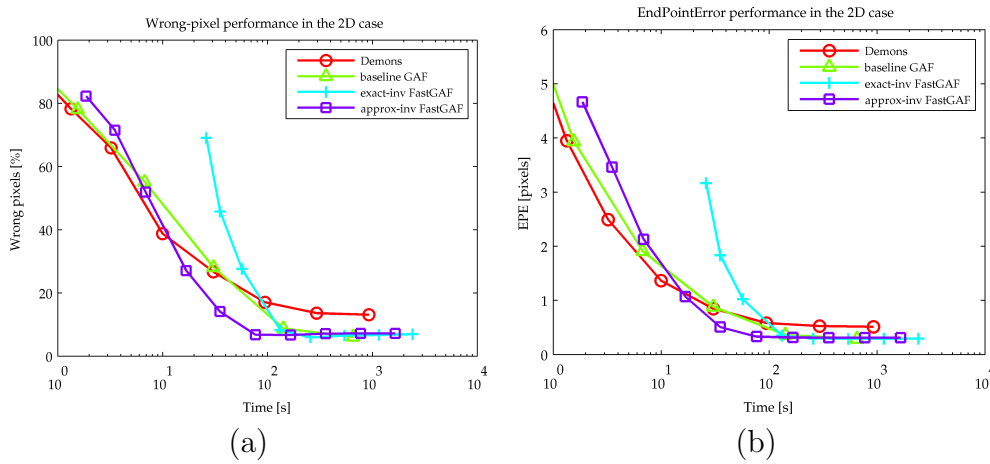 Wrong-pixel performance in the 2D case
100
80
60
40
20
0
Wrong pixels [%]
Demons
baseline GAF
exact-inv FastGAF
approx-inv FastGAF
10^0 10^1 10^2 10^3 10^4
Time [s]
(a)
EndPointError performance in the 2D case
6
5
4
3
2
1
0
EPE [pixels]
Demons
baseline GAF
exact-inv FastGAF
approx-inv FastGAF
10^0 10^1 10^2 10^3 10^4
Time [s]
(b)